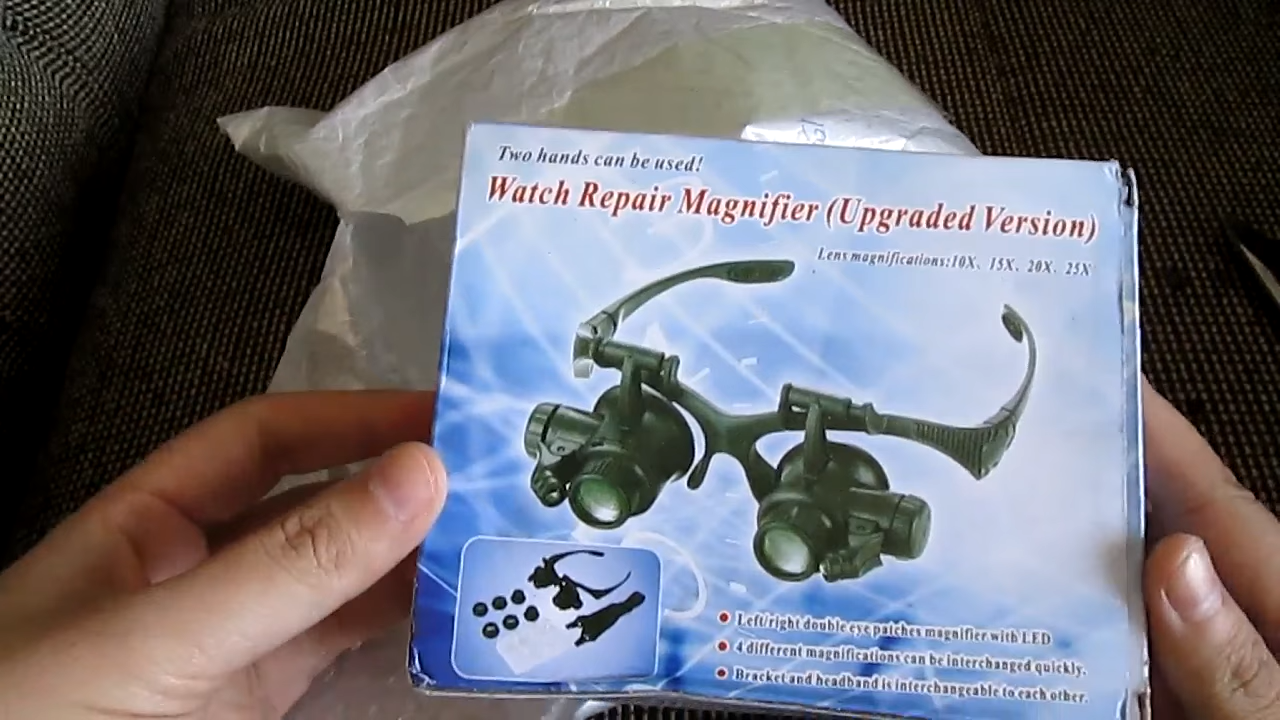 Two hands can be used!
Watch Repair Magnifier (Upgraded Version)
Lens magnifications:10X、15X、20X、25X
Left/right double eye patches magnifier with LED
4 different magnifications can be interchanged quickly.
Bracket and headband is interchangeable to each other.